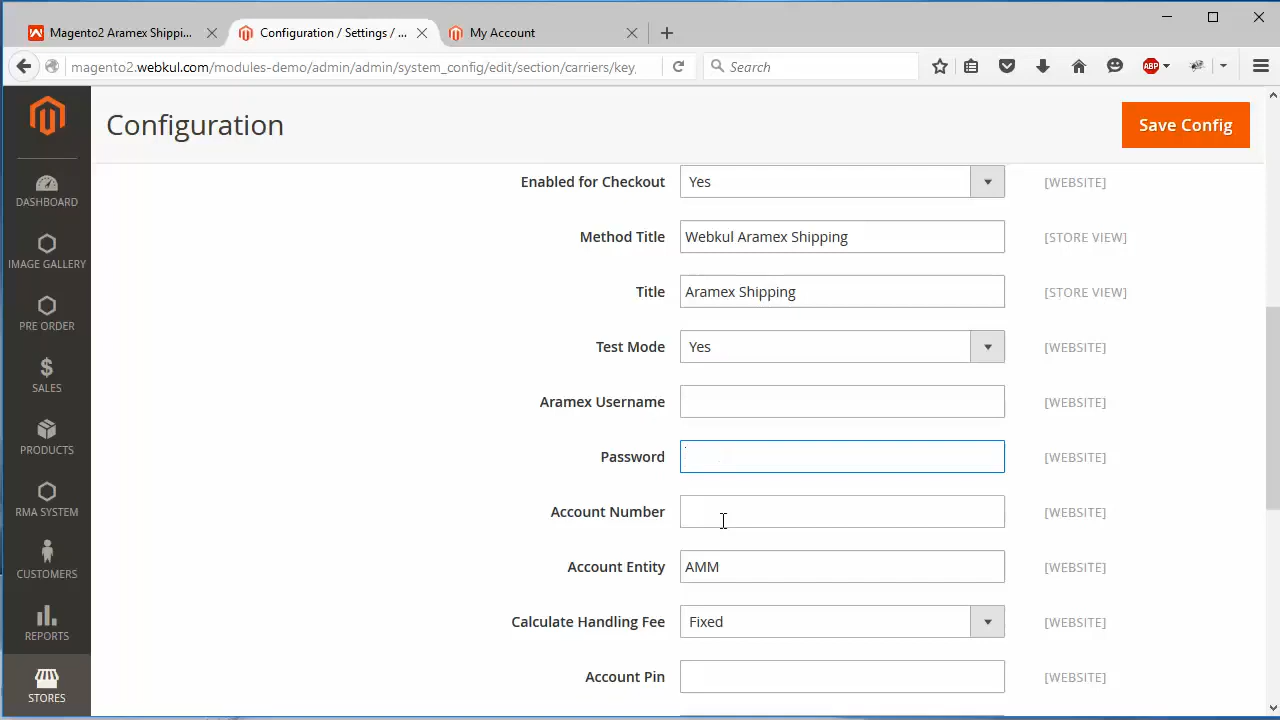 Magento2 Aramex Shippi...
Configuration / Settings / ...
My Account
magento2.webkul.com/modules-demo/admin/admin/system_config/edit/section/carriers/key,
Search
ABP
Configuration
Save Config
DASHBOARD
IMAGE GALLERY
PRE ORDER
SALES
PRODUCTS
RMA SYSTEM
CUSTOMERS
REPORTS
STORES
Enabled for Checkout Yes [WEBSITE]
Method Title Webkul Aramex Shipping [STORE VIEW]
Title Aramex Shipping [STORE VIEW]
Test Mode Yes [WEBSITE]
Aramex Username [WEBSITE]
Password [WEBSITE]
Account Number [WEBSITE]
Account Entity AMM [WEBSITE]
Calculate Handling Fee Fixed [WEBSITE]
Account Pin [WEBSITE]